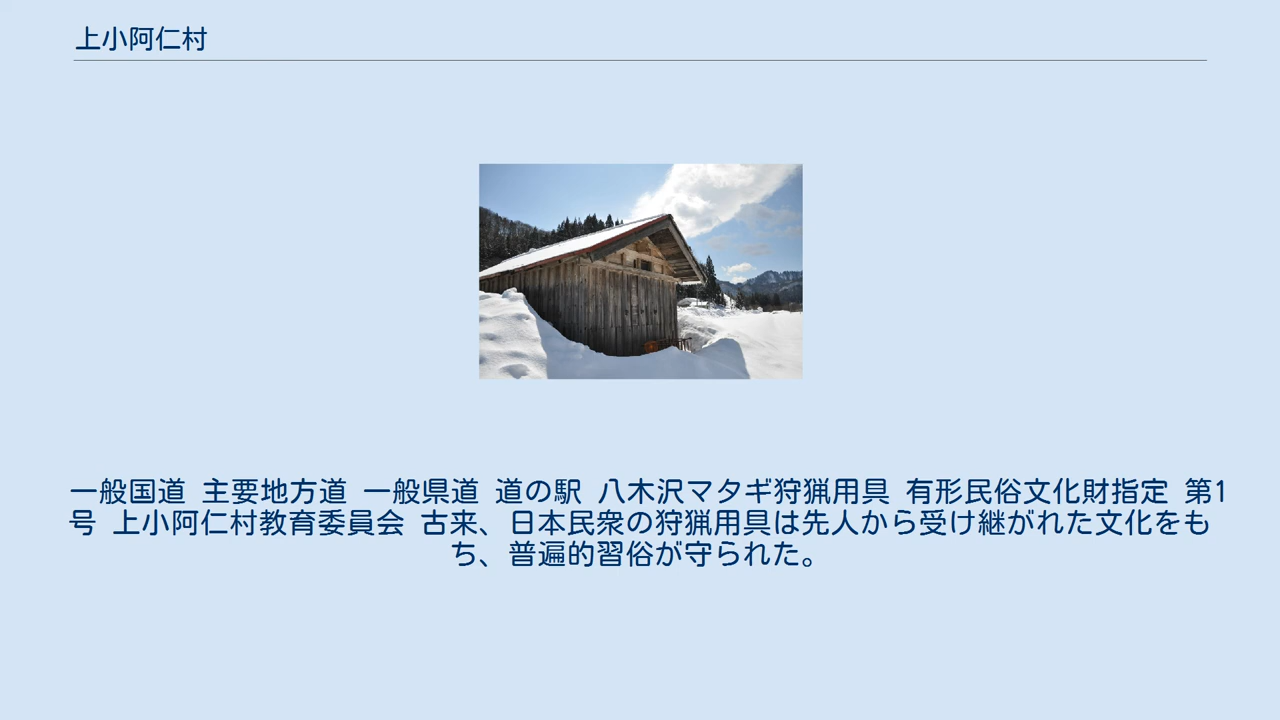 上小阿仁村
一般国道 主要地方道 一般県道 道の駅 八木沢マタギ狩猟用具 有形民俗文化財指定 第1
号 上小阿仁村教育委員会 古来、日本民衆の狩猟用具は先人から受け継がれた文化をも
ち、普遍的習俗が守られた。